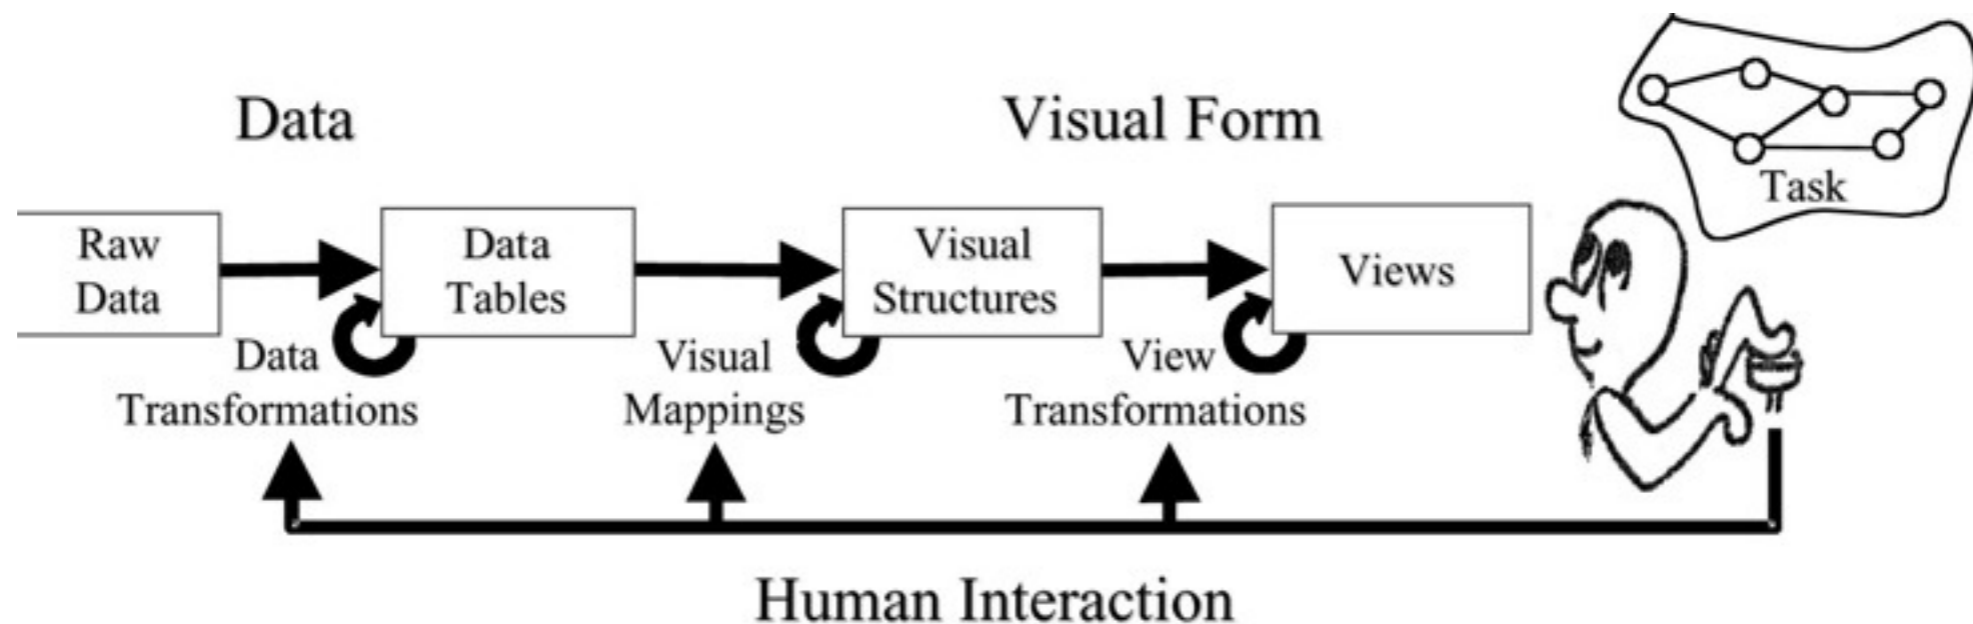 Data
Visual Form
Task
Raw
Data
Data
Tables
Visual
Structures
Views
Data
Transformations
Visual
Mappings
View
Transformations
Human Interaction